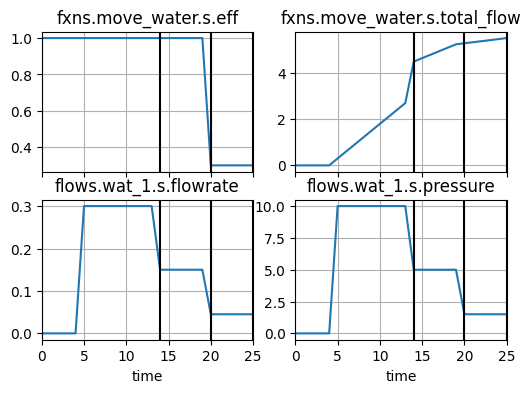 fxns.move_water.s.eff
fxns.move_water.s.total_flow
1.0
0.8
0.6
0.4
4
2
0
flows.wat_1.s.flowrate
flows.wat_1.s.pressure
0.3
0.2
0.1
0.0
0 5 10 15 20 25
time
10.0
7.5
5.0
2.5
0.0
0 5 10 15 20 25
time